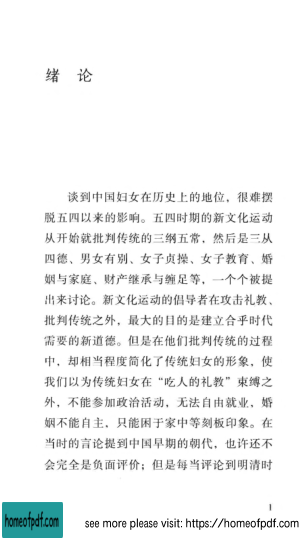 绪 论
谈到中国妇女在历史上的地位，很难摆
脱五四以来的影响。五四时期的新文化运动
从开始就批判传统的三纲五常，然后是三从
四德、男女有别、女子贞操、女子教育、婚
姻与家庭、财产继承与缠足等，一个个被提
出来讨论。新文化运动的倡导者在攻击礼教、
批判传统之外，最大的目的是建立合乎时代
需要的新道德。但是在他们批判传统的过程
中，却相当程度简化了传统妇女的形象，使
我们以为传统妇女在“吃人的礼教”束缚之
外，不能参加政治活动，无法自由就业，婚
姻不能自主，只能困于家中等刻板印象。在
当时的言论提到中国早期的朝代，也许还不
会完全是负面评价；但是每当评论到明清时
1
homeofpdf.com
see more please visit: https://homeofpdf.com